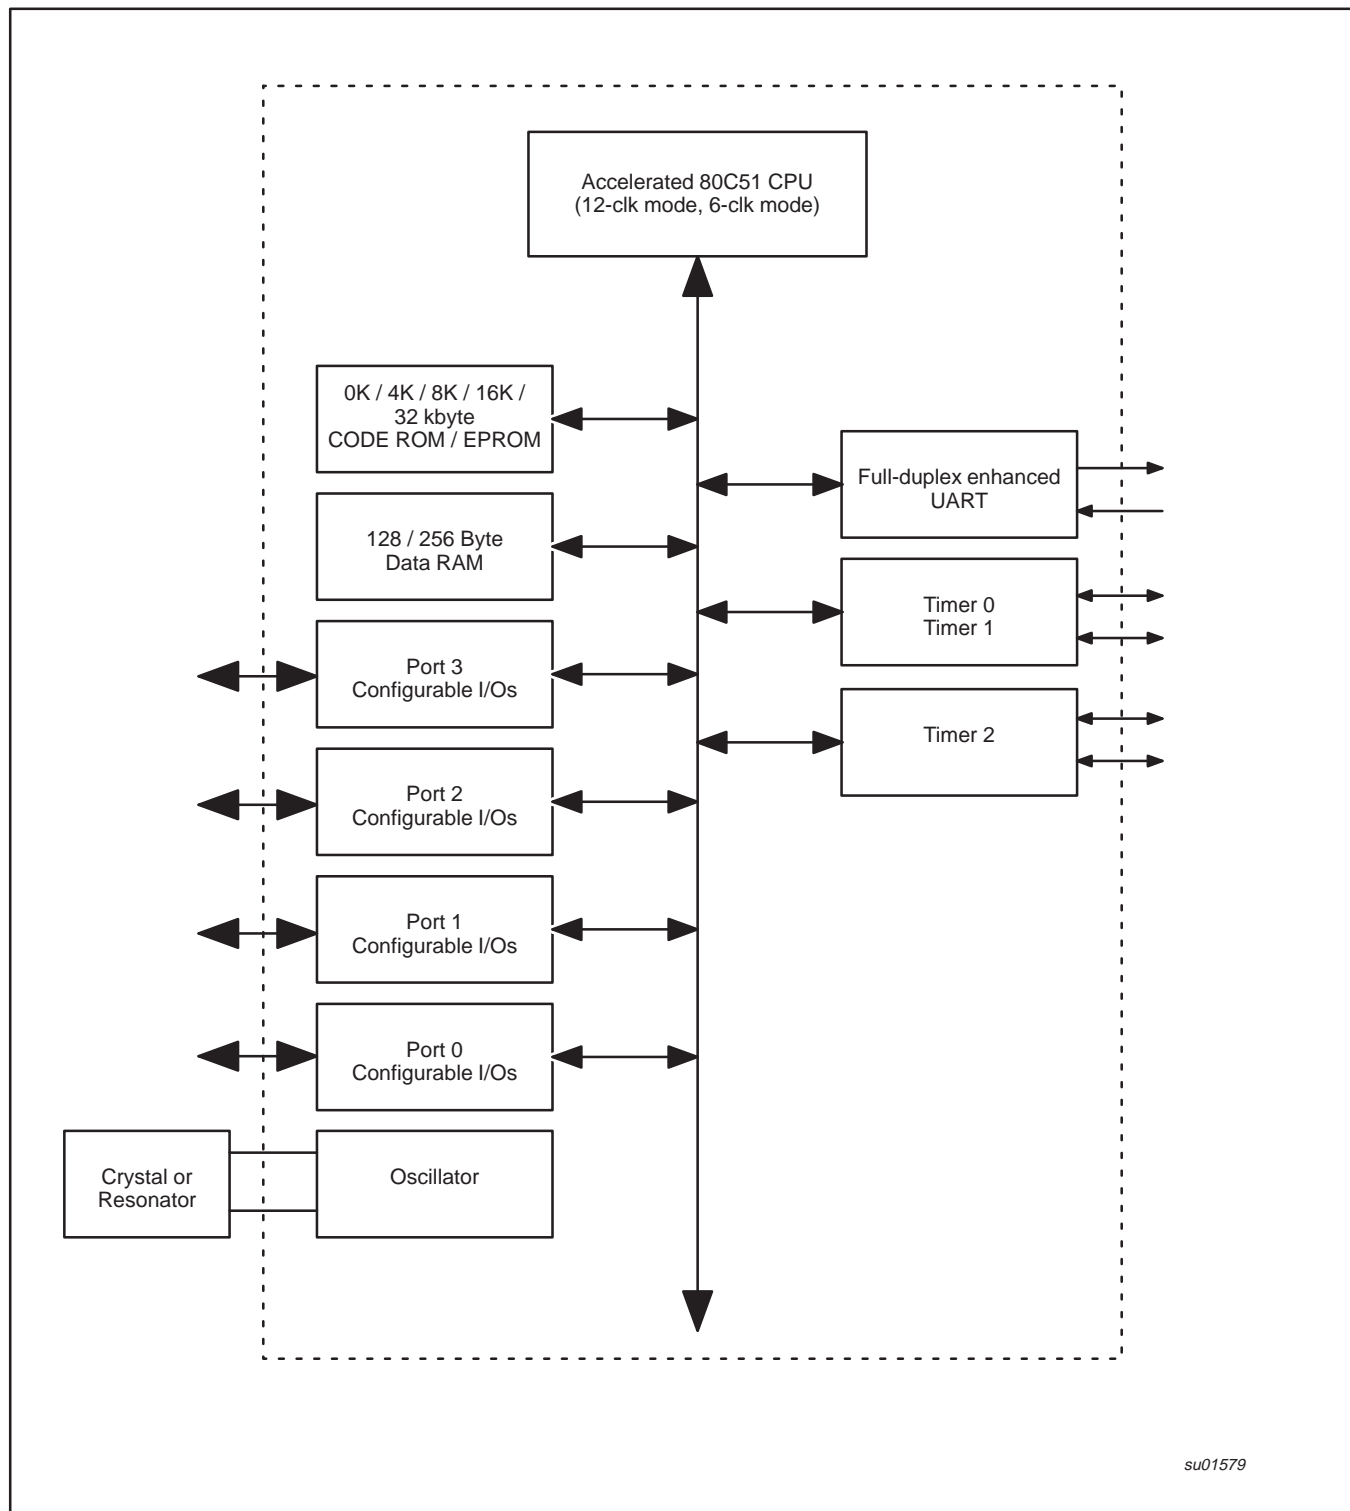 Accelerated 80C51 CPU
(12-clk mode, 6-clk mode)
0K / 4K / 8K / 16K /
32 kbyte
CODE ROM / EPROM
Full-duplex enhanced
UART
128 / 256 Byte
Data RAM
Timer 0
Timer 1
Port 3
Configurable I/Os
Timer 2
Port 2
Configurable I/Os
Port 1
Configurable I/Os
Port 0
Configurable I/Os
Crystal or
Resonator
Oscillator
su01579